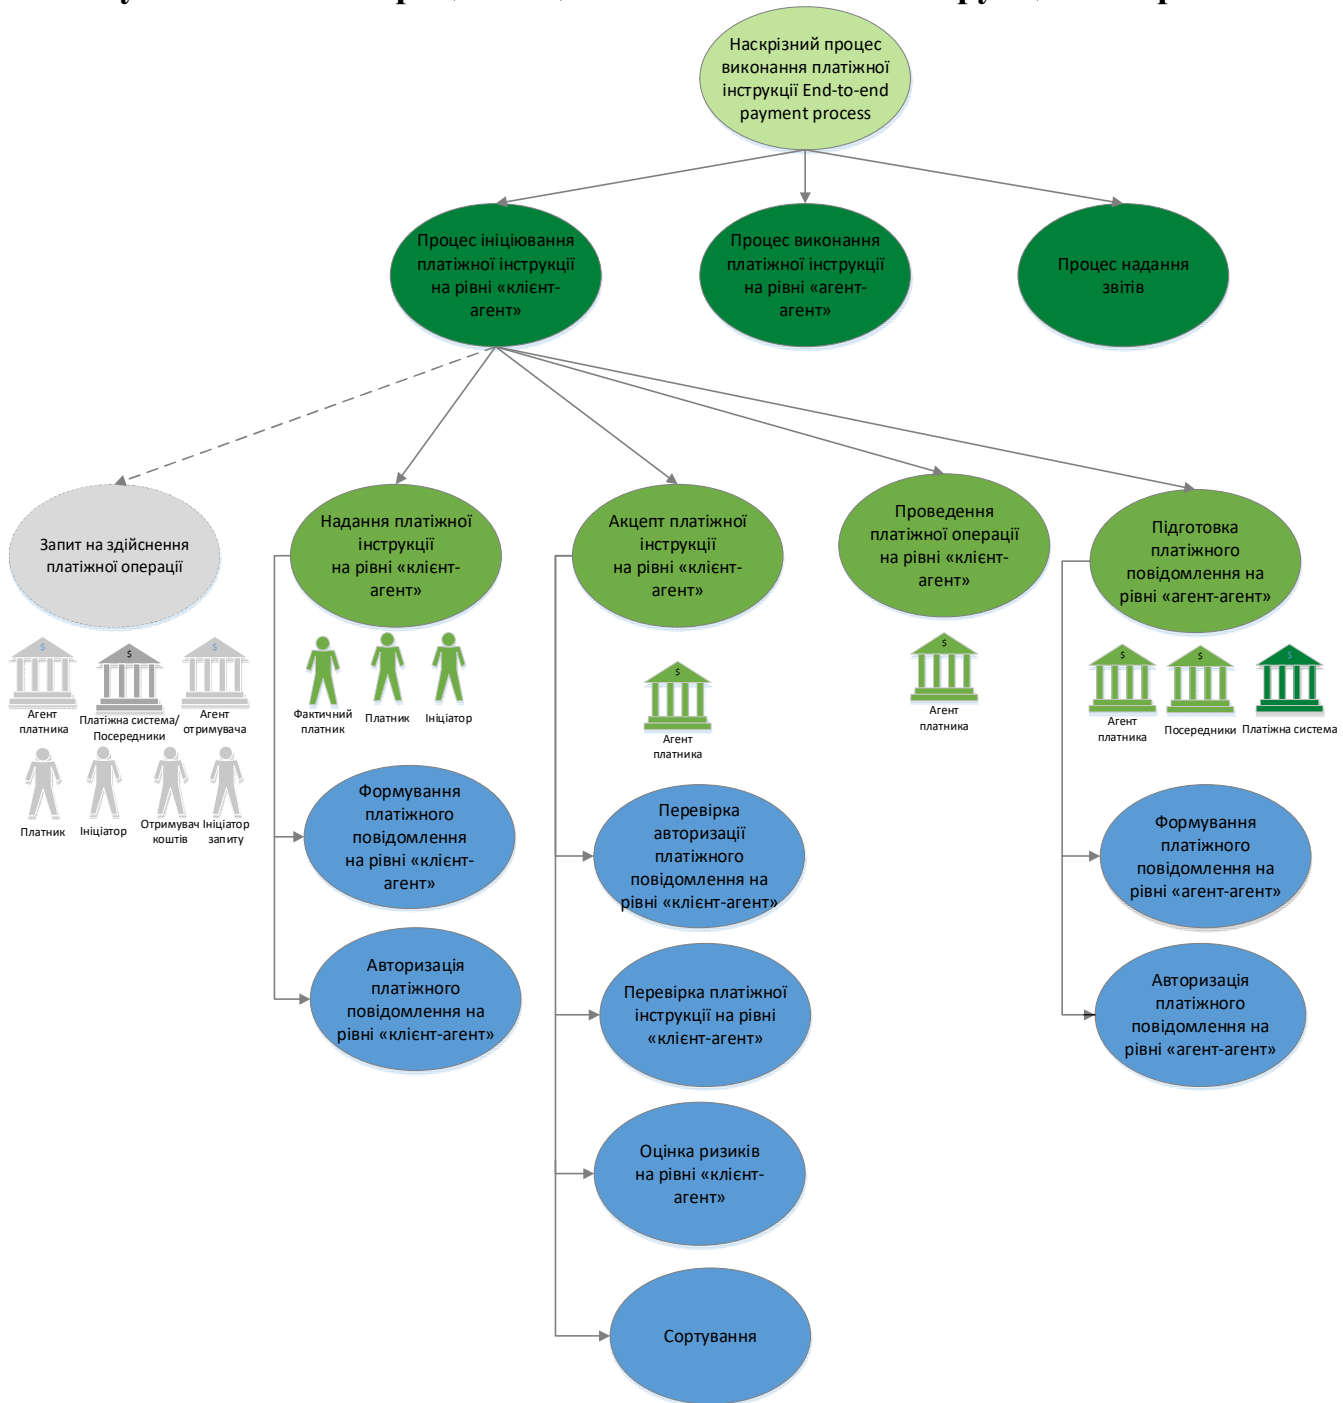 Наскрізний процес
виконання платіжної
інструкції End-to-end
payment process
Процес ініціювання
платіжної інструкції
на рівні «клієнт-
агент»
Процес виконання
платіжної інструкції
на рівні «агент-
агент»
Процес надання
звітів
Запит на здійснення
платіжної операції
Надання платіжної
інструкції
на рівні «клієнт-
агент»
Акцепт платіжної
інструкції
на рівні «клієнт-
агент»
Проведення
платіжної операції
на рівні «клієнт-
агент»
Підготовка
платіжного
повідомлення на
рівні «агент-агент»
$
Агент
платника
$
Платіжна система/
Посередники
$
Агент
отримувача
Платник
Ініціатор
Отримувач
коштів
Ініціатор
запиту
Фактичний
платник
Платник
Ініціатор
$
Агент
платника
$
Агент
платника
$
Агент
платника
$
Посередники
$
Платіжна система
Формування
платіжного
повідомлення
на рівні «клієнт-
агент»
Авторизація
платіжного
повідомлення на
рівні «клієнт-агент»
Перевірка
авторизації
платіжного
повідомлення на
рівні «клієнт-агент»
Перевірка платіжної
інструкції на рівні
«клієнт-агент»
Оцінка ризиків
на рівні «клієнт-
агент»
Сортування
Формування
платіжного
повідомлення на
рівні «агент-агент»
Авторизація
платіжного
повідомлення на
рівні «агент-агент»